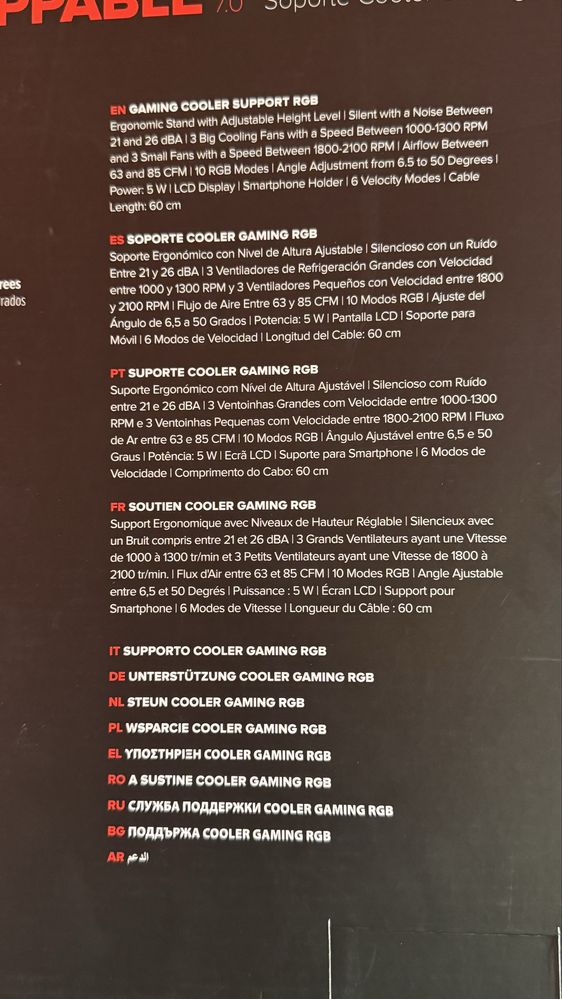 PPABLE 7.0 Soporte Cooler
EN GAMING COOLER SUPPORT RGB
Ergonomic Stand with Adjustable Height Level | Silent with a Noise Between
21 and 26 dBA | 3 Big Cooling Fans with a Speed Between 1000-1300 RPM
and 3 Small Fans with a Speed Between 1800-2100 RPM | Airflow Between
63 and 85 CFM | 10 RGB Modes | Angle Adjustment from 6.5 to 50 Degrees |
Power: 5 W | LCD Display | Smartphone Holder | 6 Velocity Modes | Cable
Length: 60 cm
ES SOPORTE COOLER GAMING RGB
Soporte Ergonómico con Nivel de Altura Ajustable | Silencioso con un Ruido
Entre 21 y 26 dBA | 3 Ventiladores de Refrigeración Grandes con Velocidad
entre 1000 y 1300 RPM y 3 Ventiladores Pequeños con Velocidad entre 1800
y 2100 RPM | Flujo de Aire Entre 63 y 85 CFM | 10 Modos RGB | Ajuste del
Ángulo de 6,5 a 50 Grados | Potencia: 5 W | Pantalla LCD | Soporte para
Móvil | 6 Modos de Velocidad | Longitud del Cable: 60 cm
rees
rados
PT SUPORTE COOLER GAMING RGB
Suporte Ergonómico com Nível de Altura Ajustável | Silencioso com Ruído
entre 21 e 26 dBA | 3 Ventoinhas Grandes com Velocidade entre 1000-1300
RPM e 3 Ventoinhas Pequenas com Velocidade entre 1800-2100 RPM | Fluxo
de Ar entre 63 e 85 CFM | 10 Modos RGB | Ângulo Ajustável entre 6,5 e 50
Graus | Potência: 5 W | Ecrã LCD | Suporte para Smartphone | 6 Modos de
Velocidade | Comprimento do Cabo: 60 cm
FR SOUTIEN COOLER GAMING RGB
Support Ergonomique avec Niveaux de Hauteur Réglable | Silencieux avec
un Bruit compris entre 21 et 26 dBA | 3 Grands Ventilateurs ayant une Vitesse
de 1000 à 1300 tr/min et 3 Petits Ventilateurs ayant une Vitesse de 1800 à
2100 tr/min. | Flux d'Air entre 63 et 85 CFM | 10 Modes RGB | Angle Ajustable
entre 6,5 et 50 Degrés | Puissance : 5 W | Écran LCD | Support pour
Smartphone | 6 Modes de Vitesse | Longueur du Câble : 60 cm
IT SUPPORTO COOLER GAMING RGB
DE UNTERSTÜTZUNG COOLER GAMING RGB
NL STEUN COOLER GAMING RGB
PL WSPARCIE COOLER GAMING RGB
EL ΥΠΟΣΤΗΡΙΞΗ COOLER GAMING RGB
RO A SUSTINE COOLER GAMING RGB
RU СЛУЖБА ПОДДЕРЖКИ COOLER GAMING RGB
BG ПОДДЪРЖА COOLER GAMING RGB
AR الدعم